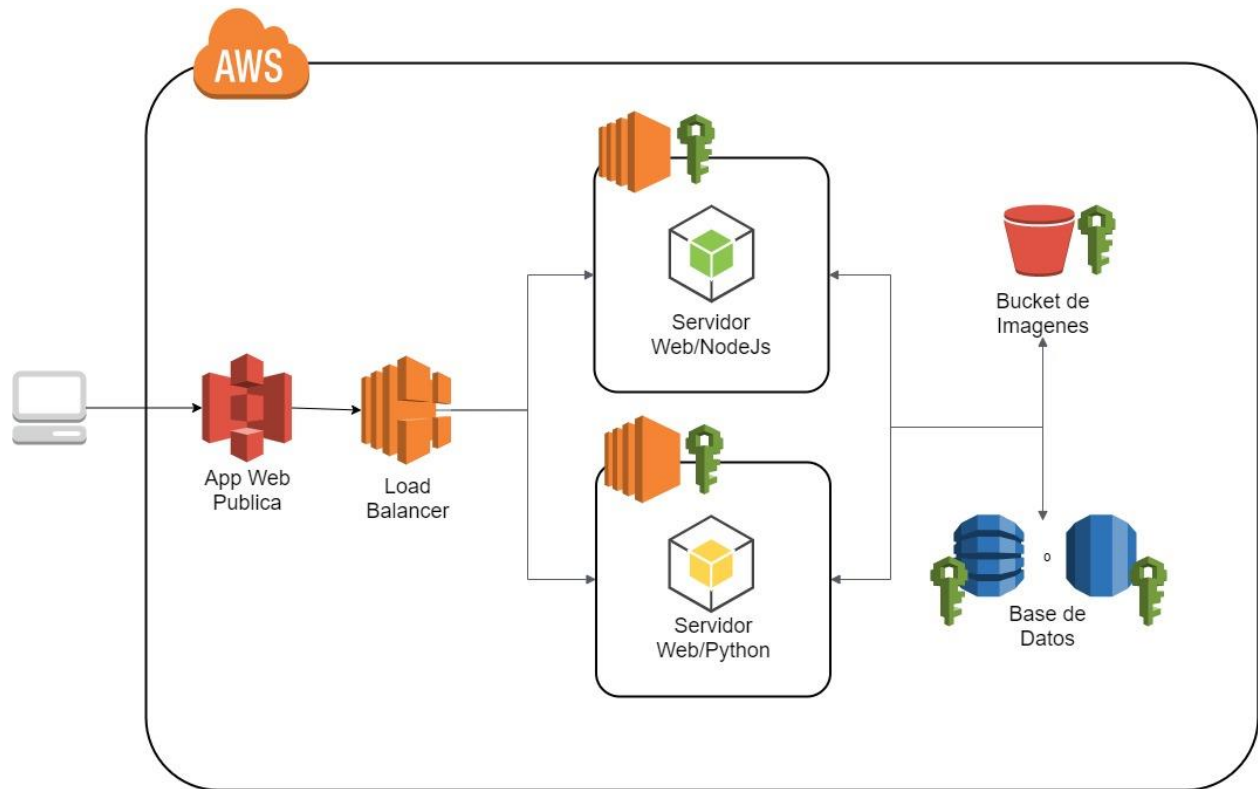 AWS
Servidor
Web/NodeJs
Bucket de
Imagenes
App Web
Publica
Load
Balancer
Servidor
Web/Python
o
Base de
Datos